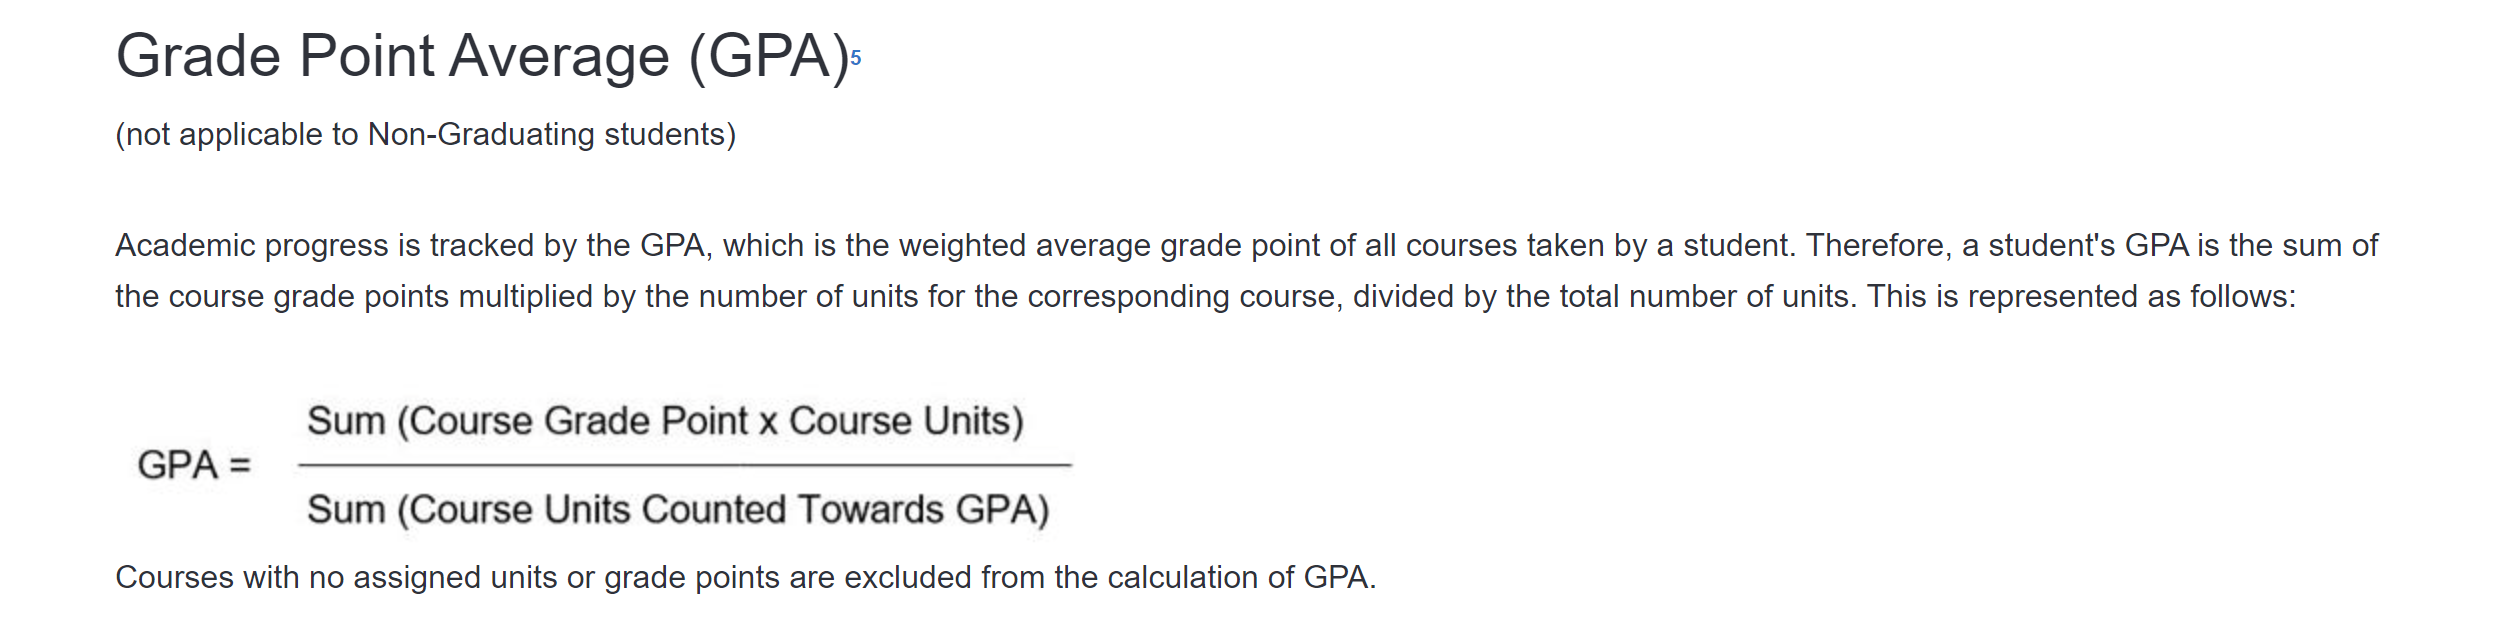 Grade Point Average (GPA)5
(not applicable to Non-Graduating students)
Academic progress is tracked by the GPA, which is the weighted average grade point of all courses taken by a student. Therefore, a student's GPA is the sum of
the course grade points multiplied by the number of units for the corresponding course, divided by the total number of units. This is represented as follows:
Sum (Course Grade Point x Course Units)
GPA =
Sum (Course Units Counted Towards GPA)
Courses with no assigned units or grade points are excluded from the calculation of GPA.